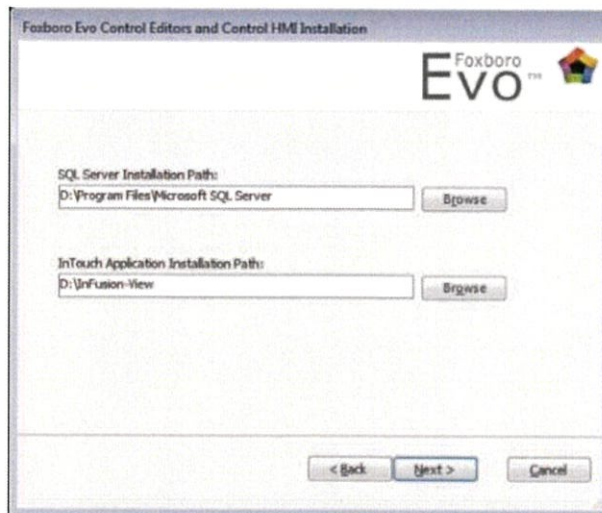 Foxboro Evo Control Editors and Control HMI Installation
Foxboro
Evo™
SQL Server Installation Path:
D:\Program Files\Microsoft SQL Server
Browse
InTouch Application Installation Path:
D:\InFusion-View
Browse
< Back
Next >
Cancel